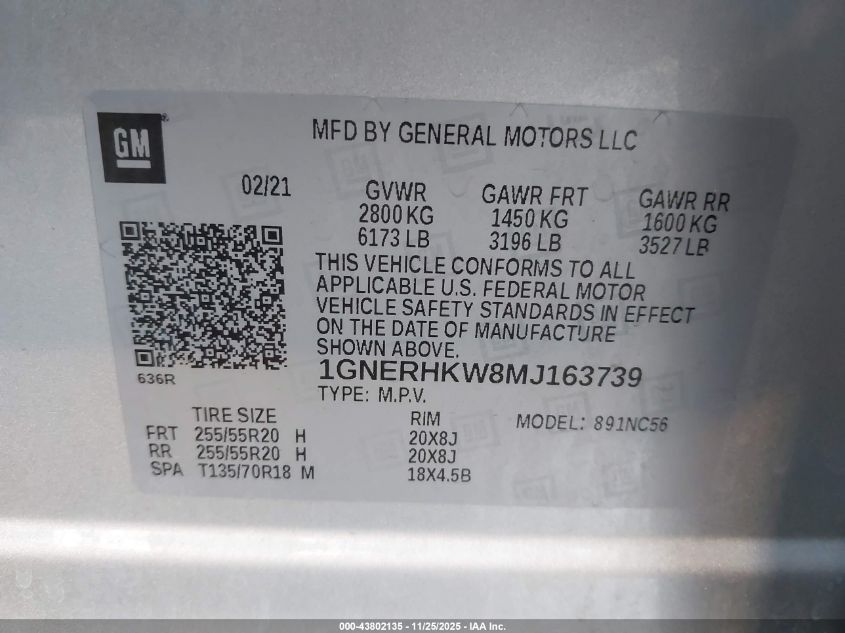 GM
MFD BY GENERAL MOTORS LLC
02/21
GVWR
2800 KG
6173 LB
GAWR FRT
1450 KG
3196 LB
GAWR RR
1600 KG
3527 LB
THIS VEHICLE CONFORMS TO ALL
APPLICABLE U.S. FEDERAL MOTOR
VEHICLE SAFETY STANDARDS IN EFFECT
ON THE DATE OF MANUFACTURE
SHOWN ABOVE.
636R
1GNERHKW8MJ163739
TYPE: M.P.V.
TIRE SIZE RIM MODEL: 891NC56
FRT 255/55R20 H 20X8J
RR 255/55R20 H 20X8J
SPA T135/70R18 M 18X4.5B
000-43802135 - 11/25/2025 - IAA Inc.